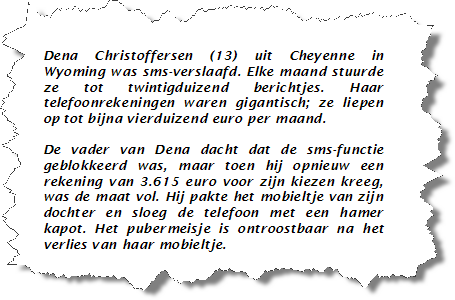 Dena Christoffersen (13) uit Cheyenne in
Wyoming was sms-verslaafd. Elke maand stuurde
ze tot twintigduizend berichtjes. Haar
telefoonrekeningen waren gigantisch; ze liepen
op tot bijna vierduizend euro per maand.
De vader van Dena dacht dat de sms-functie
geblokkeerd was, maar toen hij opnieuw een
rekening van 3.615 euro voor zijn kiezen kreeg,
was de maat vol. Hij pakte het mobieltje van zijn
dochter en sloeg de telefoon met een hamer
kapot. Het pubermeisje is ontroostbaar na het
verlies van haar mobieltje.